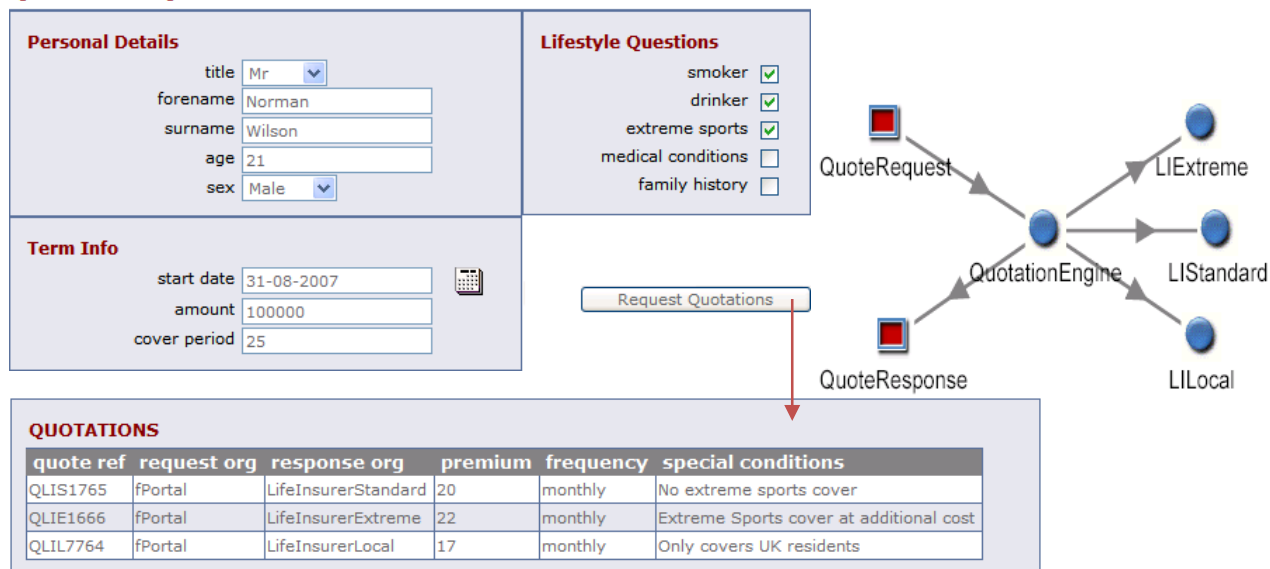 Personal Details
title Mr
forename Norman
surname Wilson
age 21
sex Male
Lifestyle Questions
smoker
drinker
extreme sports
medical conditions
family history
Term Info
start date 31-08-2007
amount 100000
cover period 25
Request Quotations
QuoteRequest
LIExtreme
QuotationEngine
LIStandard
QuoteResponse
LILocal
QUOTATIONS
quote ref request org response org premium frequency special conditions
QLIS1765 fPortal LifeInsurerStandard 20 monthly No extreme sports cover
QLIE1666 fPortal LifeInsurerExtreme 22 monthly Extreme Sports cover at additional cost
QLIL7764 fPortal LifeInsurerLocal 17 monthly Only covers UK residents